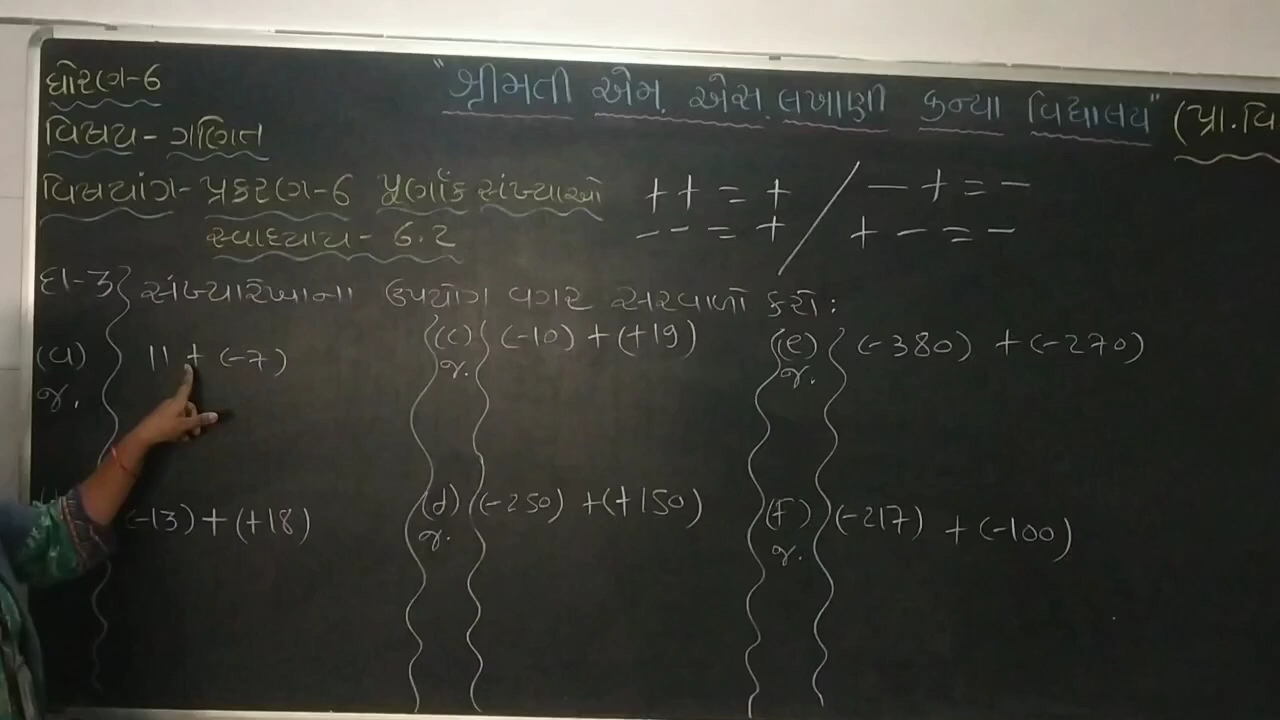 ધોરણ-6
"શ્રીમતી એમ. એસ. લખાણી કન્યા વિદ્યાલય" (પ્રા.વિ
વિષય - ગણિત
વિષયાંગ- પ્રકરણ-6 પૂર્ણાંક સંખ્યાઓ
સ્વાધ્યાય - 6.2
+ + = + / - + = -
- - = + / + - = -
દા-3 સંખ્યારેખાના ઉપયોગ વગર સરવાળો કરો:
(a) 11 + (-7)
જ.
(-13) + (+18)
(c) (-10) + (+19)
જ.
(d) (-250) + (+150)
જ.
(e) (-380) + (-270)
જ.
(f) (-217) + (-100)
જ.